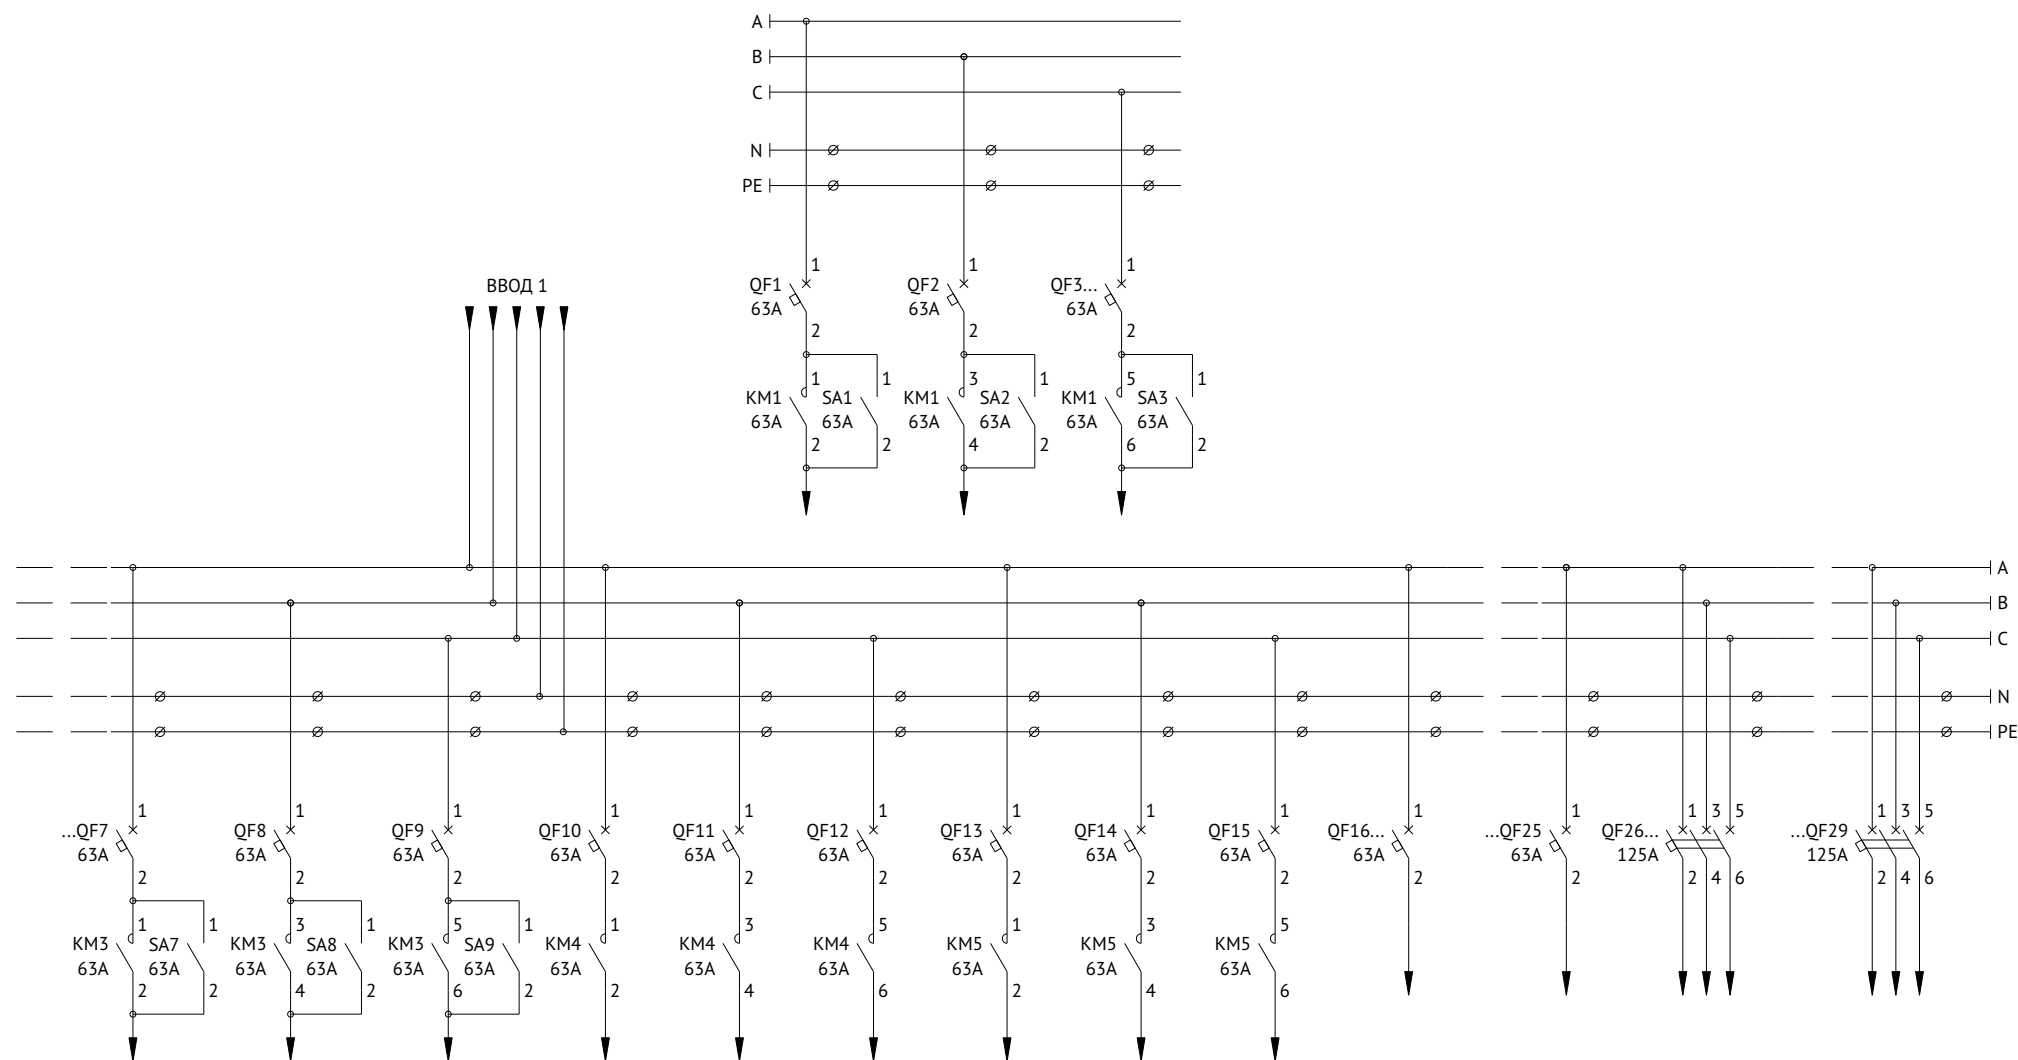 A
B
C
N
PE
1 1 1
QF1 QF2 QF3...
63A 63A 63A
2 2 2
1 1 3 1 5 1
KM1 SA1 KM1 SA2 KM1 SA3
63A 63A 63A 63A 63A 63A
2 2 4 2 6 2
ВВОД 1
A
B
C
N
PE
1 1 1 1 1 1 1 1 1 1 1 1 3 5 1 3 5
...QF7 QF8 QF9 QF10 QF11 QF12 QF13 QF14 QF15 QF16... ...QF25 QF26... ...QF29
63A 63A 63A 63A 63A 63A 63A 63A 63A 63A 63A 125A 125A
2 2 2 2 2 2 2 2 2 2 2 2 4 6 2 4 6
1 1 3 1 5 1 1 3 5 1 3 5
KM3 SA7 KM3 SA8 KM3 SA9 KM4 KM4 KM4 KM5 KM5 KM5
63A 63A 63A 63A 63A 63A 63A 63A 63A 63A 63A 63A
2 2 4 2 6 2 2 4 6 2 4 6